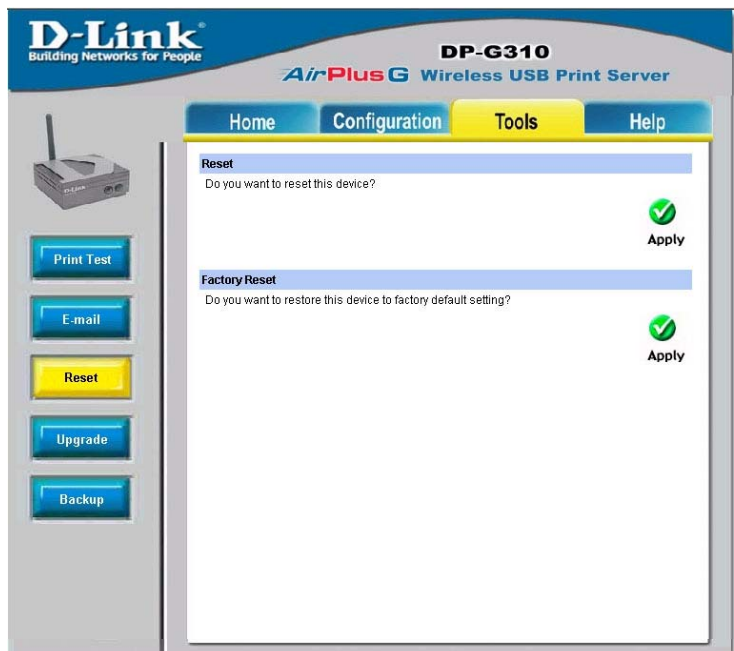 D-Link
Building Networks for People
DP-G310
AirPlus G Wireless USB Print Server
Home
Configuration
Tools
Help
D-Link
Print Test
E-mail
Reset
Upgrade
Backup
Reset
Do you want to reset this device?
Apply
Factory Reset
Do you want to restore this device to factory default setting?
Apply